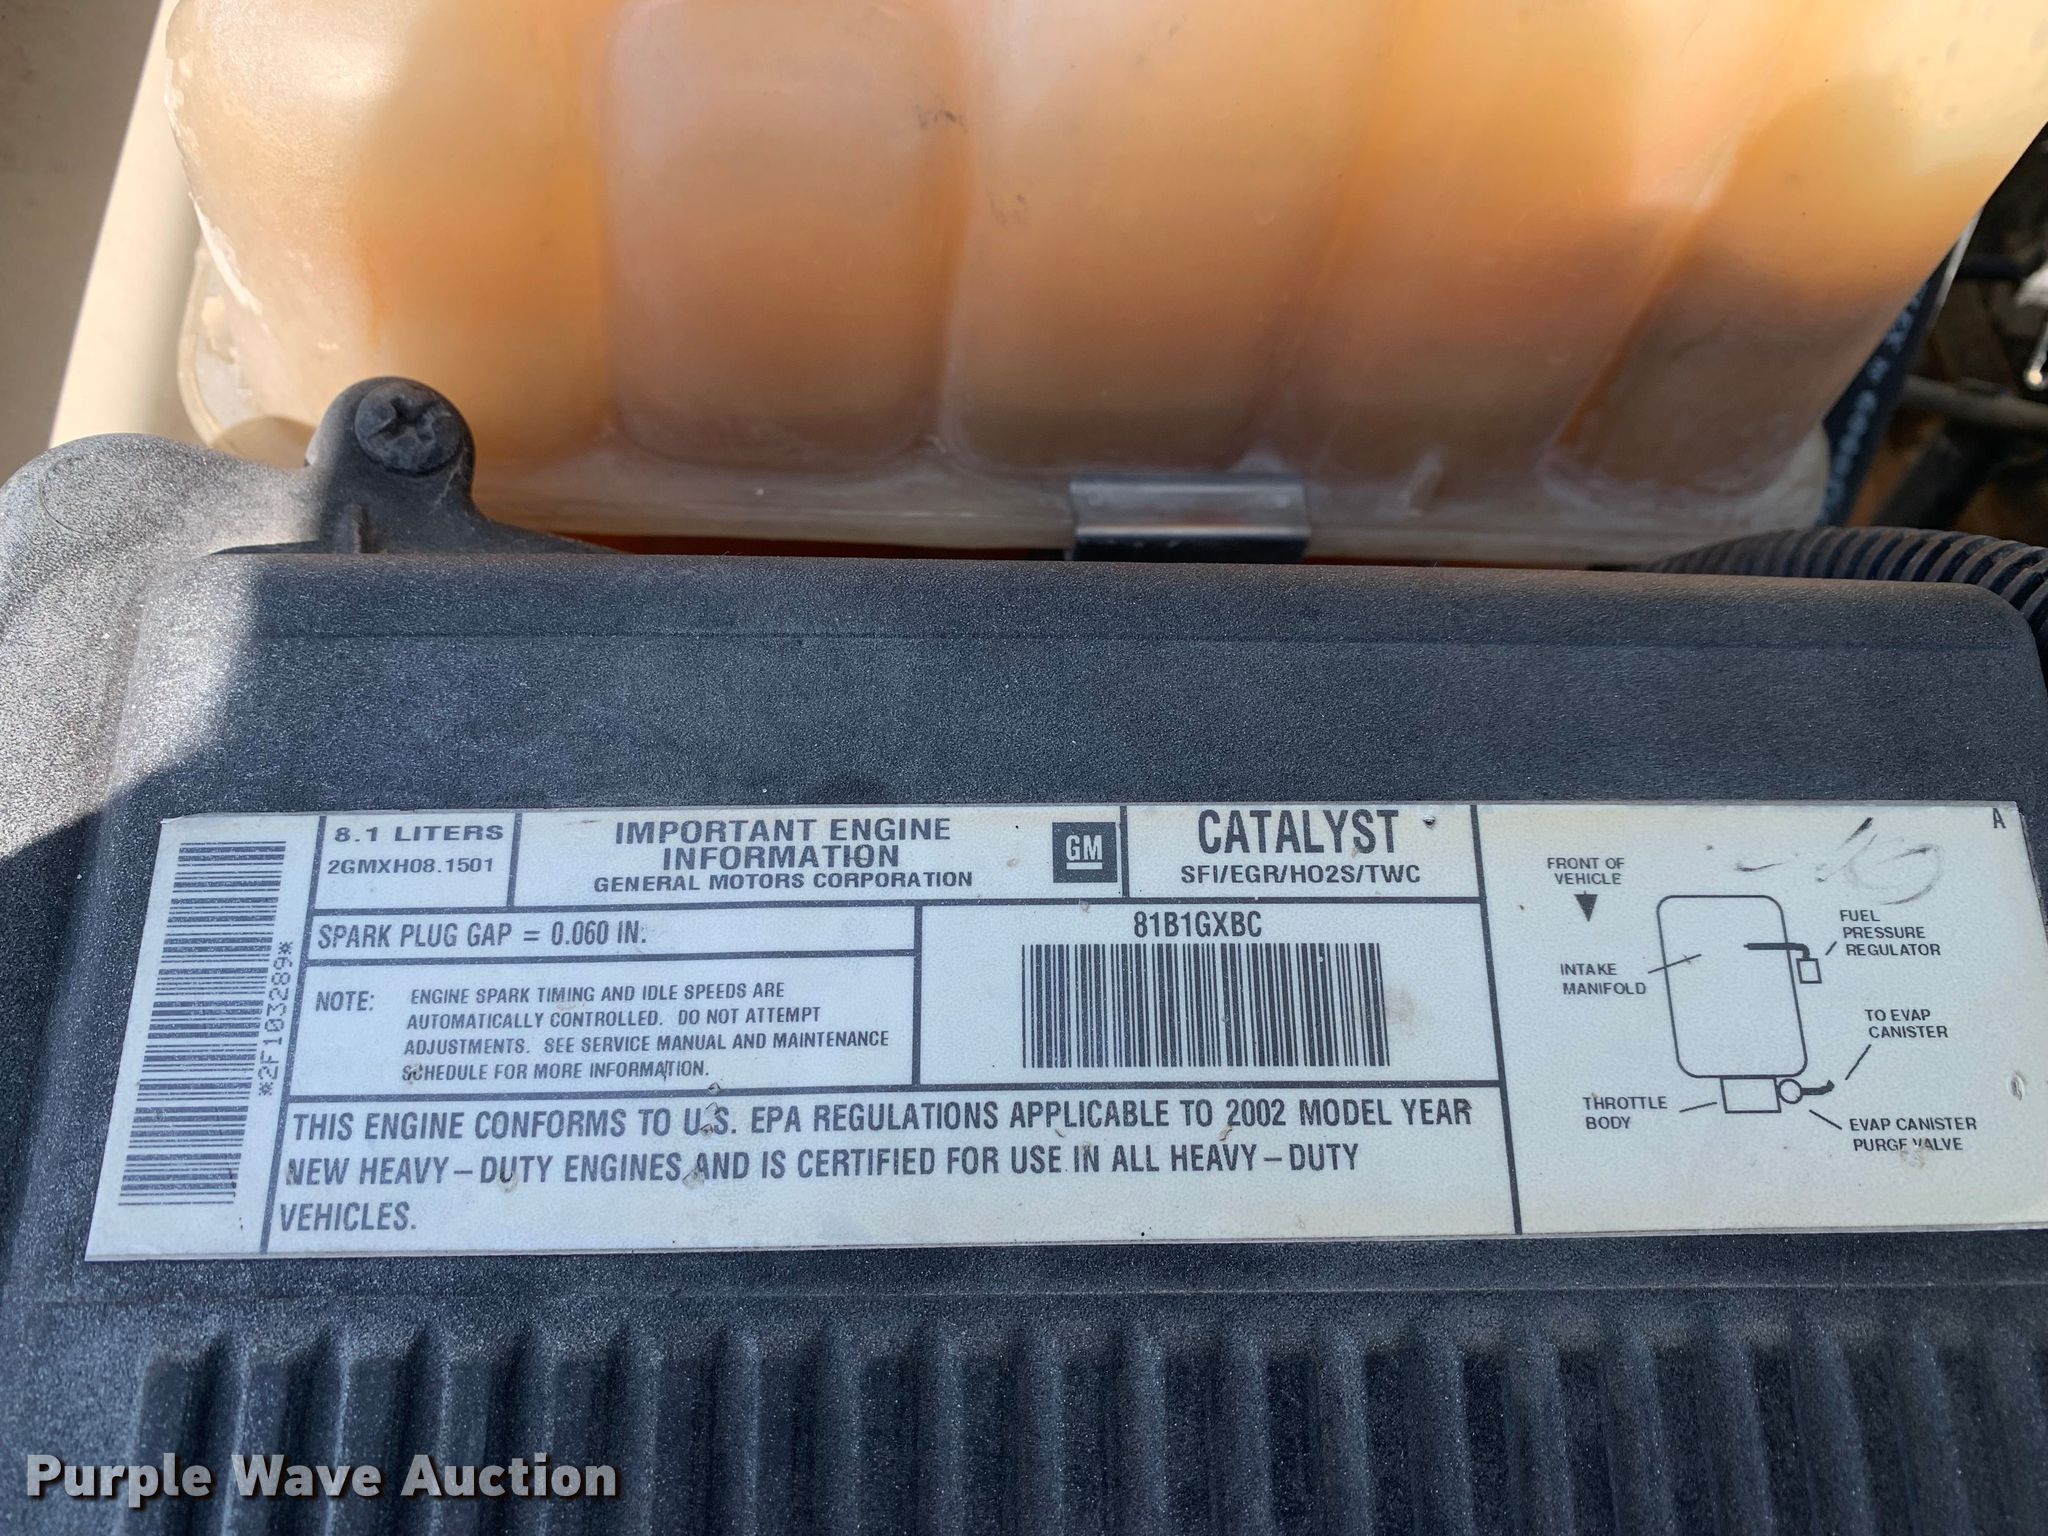 8.1 LITERS
2GMXH08.1501
IMPORTANT ENGINE
INFORMATION
GENERAL MOTORS CORPORATION
GM
CATALYST
SFI/EGR/HO2S/TWC
A
*2F103289*
SPARK PLUG GAP = 0.060 IN.
NOTE: ENGINE SPARK TIMING AND IDLE SPEEDS ARE
AUTOMATICALLY CONTROLLED. DO NOT ATTEMPT
ADJUSTMENTS. SEE SERVICE MANUAL AND MAINTENANCE
SCHEDULE FOR MORE INFORMATION.
81B1GXBC
THIS ENGINE CONFORMS TO U.S. EPA REGULATIONS APPLICABLE TO 2002 MODEL YEAR
NEW HEAVY-DUTY ENGINES AND IS CERTIFIED FOR USE IN ALL HEAVY-DUTY
VEHICLES.
FRONT OF
VEHICLE
FUEL
PRESSURE
REGULATOR
INTAKE
MANIFOLD
TO EVAP
CANISTER
THROTTLE
BODY
EVAP CANISTER
PURGE VALVE
Purple Wave Auction